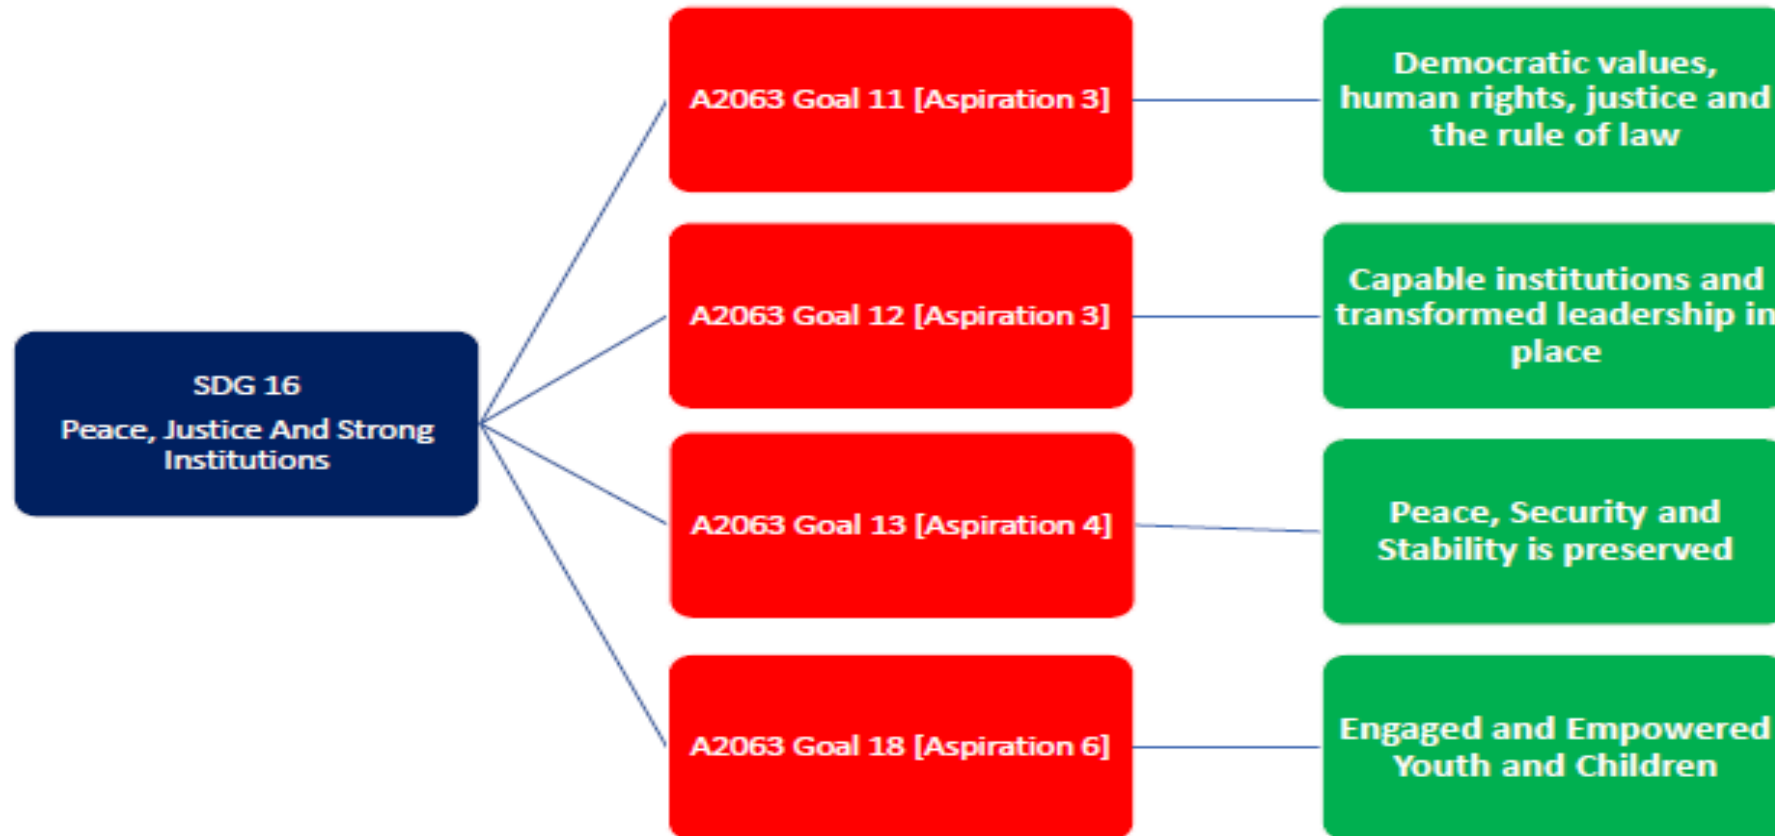 SDG 16
Peace, Justice And Strong
Institutions
A2063 Goal 11 [Aspiration 3]
Democratic values,
human rights, justice and
the rule of law
A2063 Goal 12 [Aspiration 3]
Capable institutions and
transformed leadership in
place
A2063 Goal 13 [Aspiration 4]
Peace, Security and
Stability is preserved
A2063 Goal 18 [Aspiration 6]
Engaged and Empowered
Youth and Children